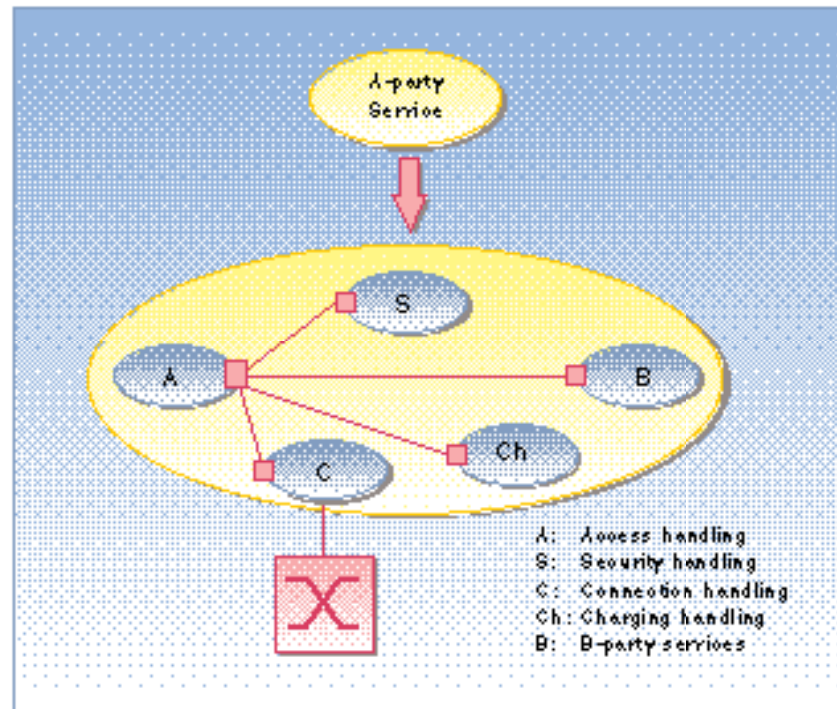 A-party
Service
S
A
B
Ch
C
A: Access handling
S: Security handling
C: Connection handling
Ch: Charging handling
B: B-party services